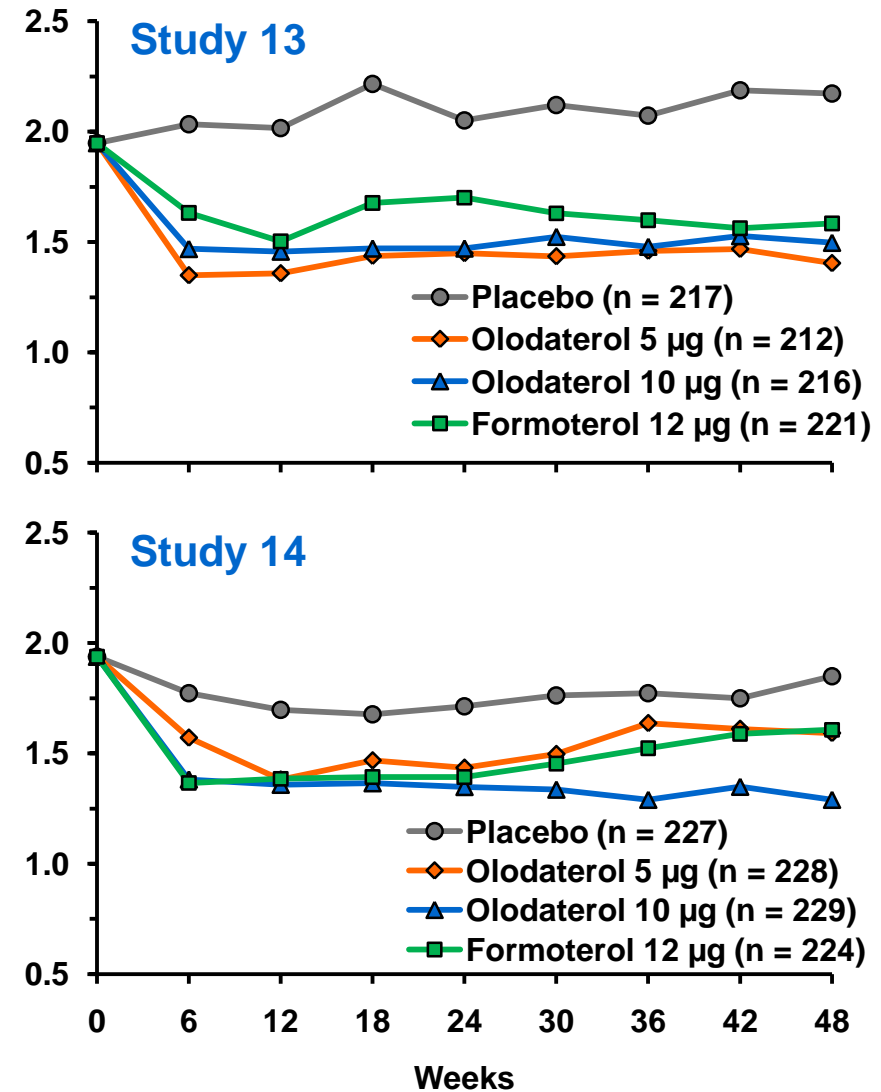 2.5
Study 13
2.0
1.5
Placebo (n = 217)
Olodaterol 5 µg (n = 212)
1.0
Olodaterol 10 µg (n = 216)
Formoterol 12 µg (n = 221)
0.5
2.5
Study 14
2.0
1.5
Placebo (n = 227)
1.0
Olodaterol 5 µg (n = 228)
Olodaterol 10 µg (n = 229)
Formoterol 12 µg (n = 224)
0.5
0 6 12 18 24 30 36 42 48
Weeks